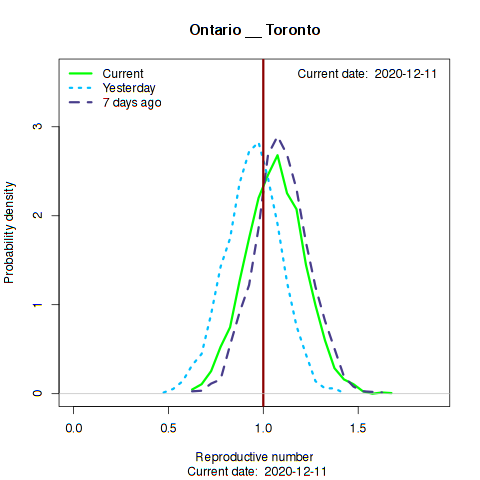 Ontario __ Toronto
Current
Yesterday
7 days ago
Current date:  2020-12-11
Probability density
3
2
1
0
0.0 0.5 1.0 1.5
Reproductive number
Current date:  2020-12-11